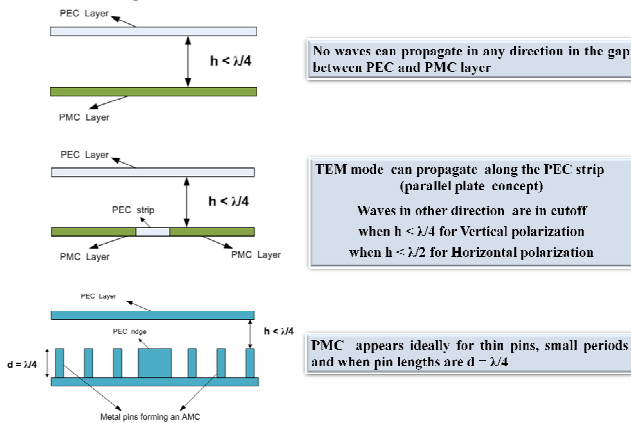 PEC Layer
h < λ/4
PMC Layer
No waves can propagate in any direction in the gap
between PEC and PMC layer
PEC Layer
h < λ/4
PEC strip
PMC Layer
PMC Layer
TEM mode can propagate along the PEC strip
(parallel plate concept)
Waves in other direction are in cutoff
when h < λ/4 for Vertical polarization
when h < λ/2 for Horizontal polarization
PEC Layer
h < λ/4
PEC ridge
d = λ/4
Metal pins forming an AMC
PMC appears ideally for thin pins, small periods
and when pin lengths are d = λ/4